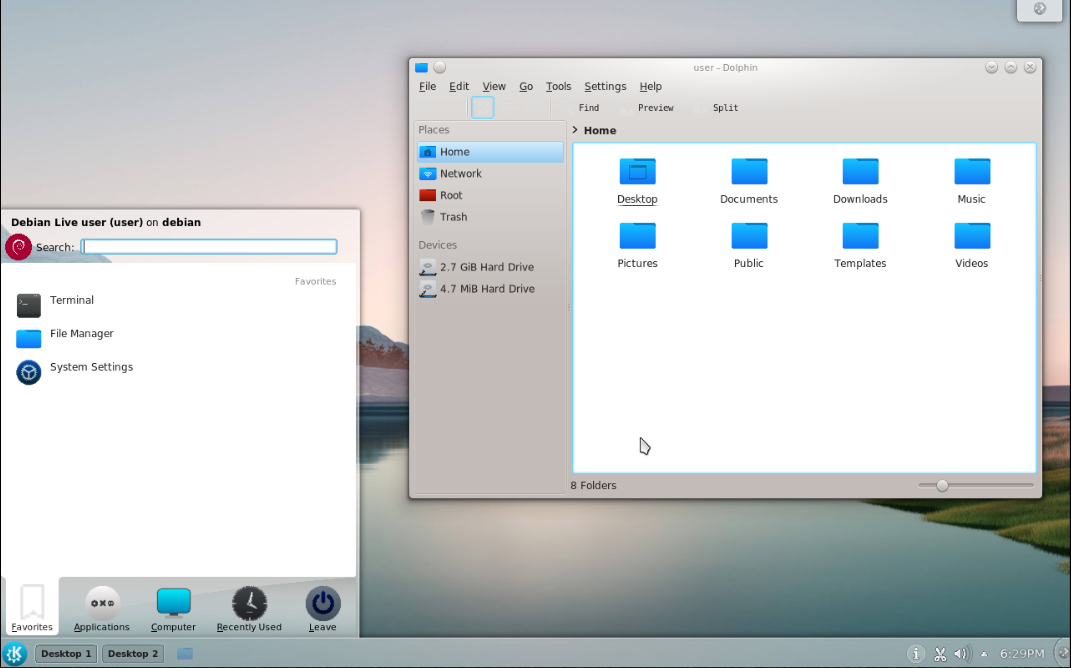 user – Dolphin
File Edit View Go Tools Settings Help
Find Preview Split
Places
Home
Network
Root
Trash
Devices
2.7 GiB Hard Drive
4.7 MiB Hard Drive
> Home
Desktop Documents Downloads Music
Pictures Public Templates Videos
8 Folders
Debian Live user (user) on debian
Search:
Favorites
Terminal
File Manager
System Settings
Favorites Applications Computer Recently Used Leave
Desktop 1 Desktop 2 6:29PM